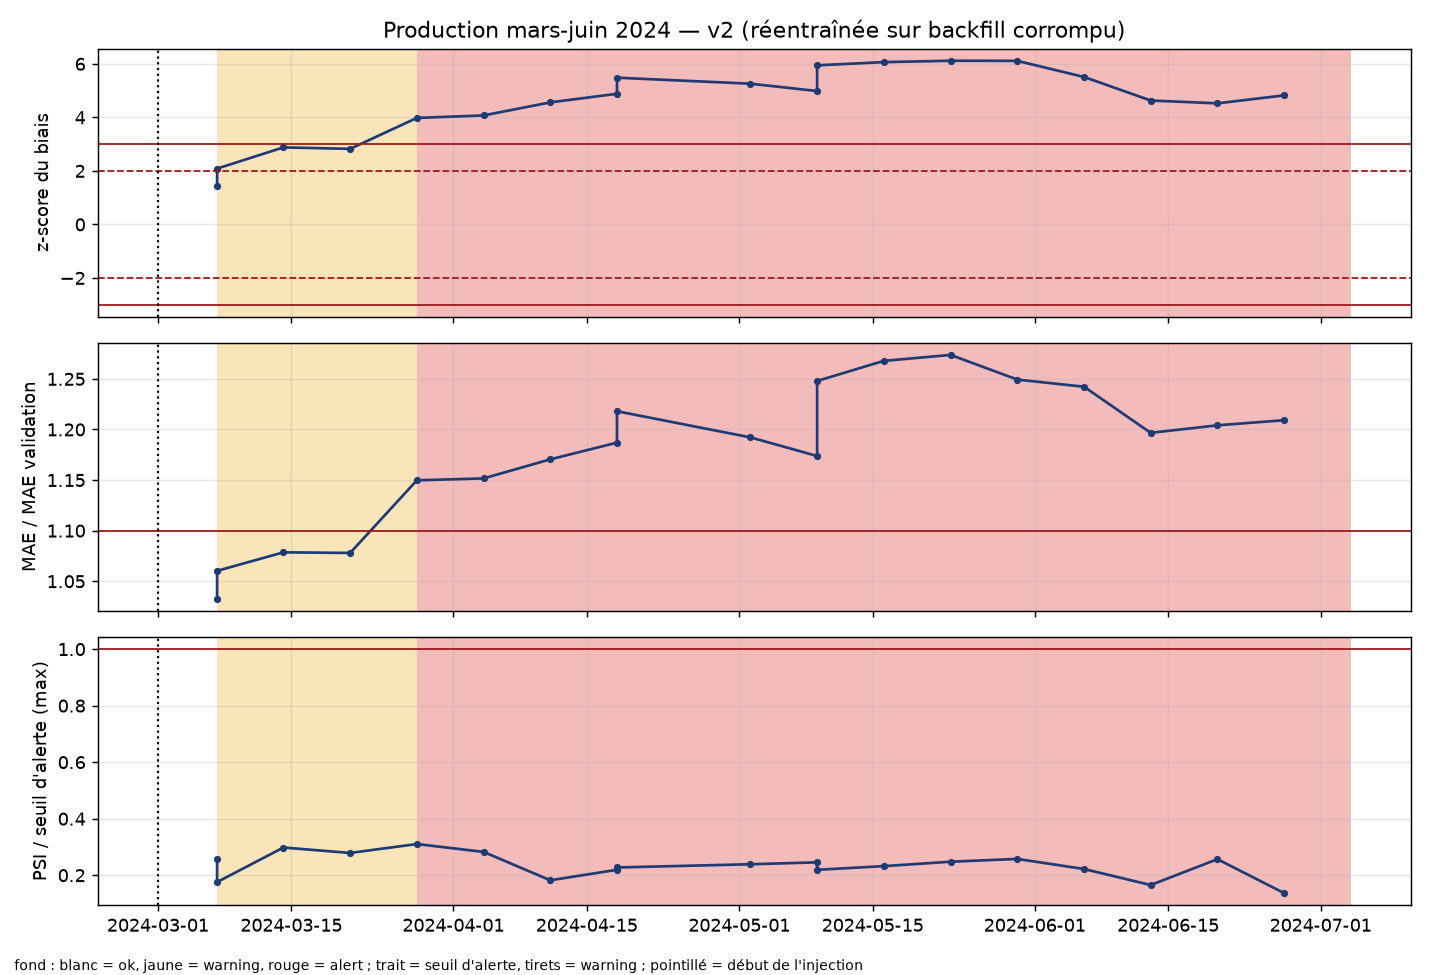 Production mars-juin 2024 — v2 (réentraînée sur backfill corrompu)
z-score du biais
6
4
2
0
−2
MAE / MAE validation
1.25
1.20
1.15
1.10
1.05
PSI / seuil d'alerte (max)
1.0
0.8
0.6
0.4
0.2
2024-03-01 2024-03-15 2024-04-01 2024-04-15 2024-05-01 2024-05-15 2024-06-01 2024-06-15 2024-07-01
fond : blanc = ok, jaune = warning, rouge = alert ; trait = seuil d'alerte, tirets = warning ; pointillé = début de l'injection